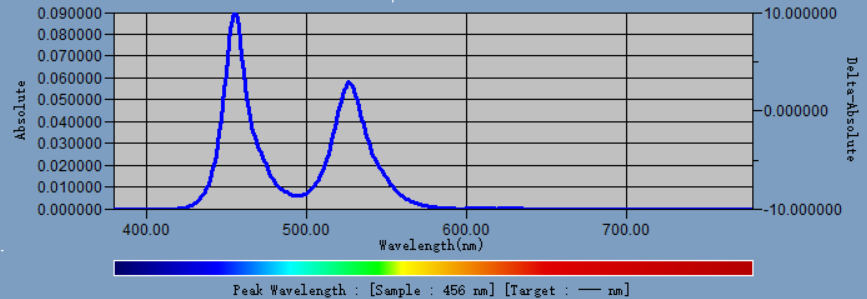 0.090000
0.080000
0.070000
0.060000
0.050000
0.040000
0.030000
0.020000
0.010000
0.000000
Absolute
10.000000
-0.000000
-10.000000
Delta-Absolute
400.00 500.00 600.00 700.00
Wavelength(nm)
Peak Wavelength : [Sample : 456 nm] [Target : — nm]